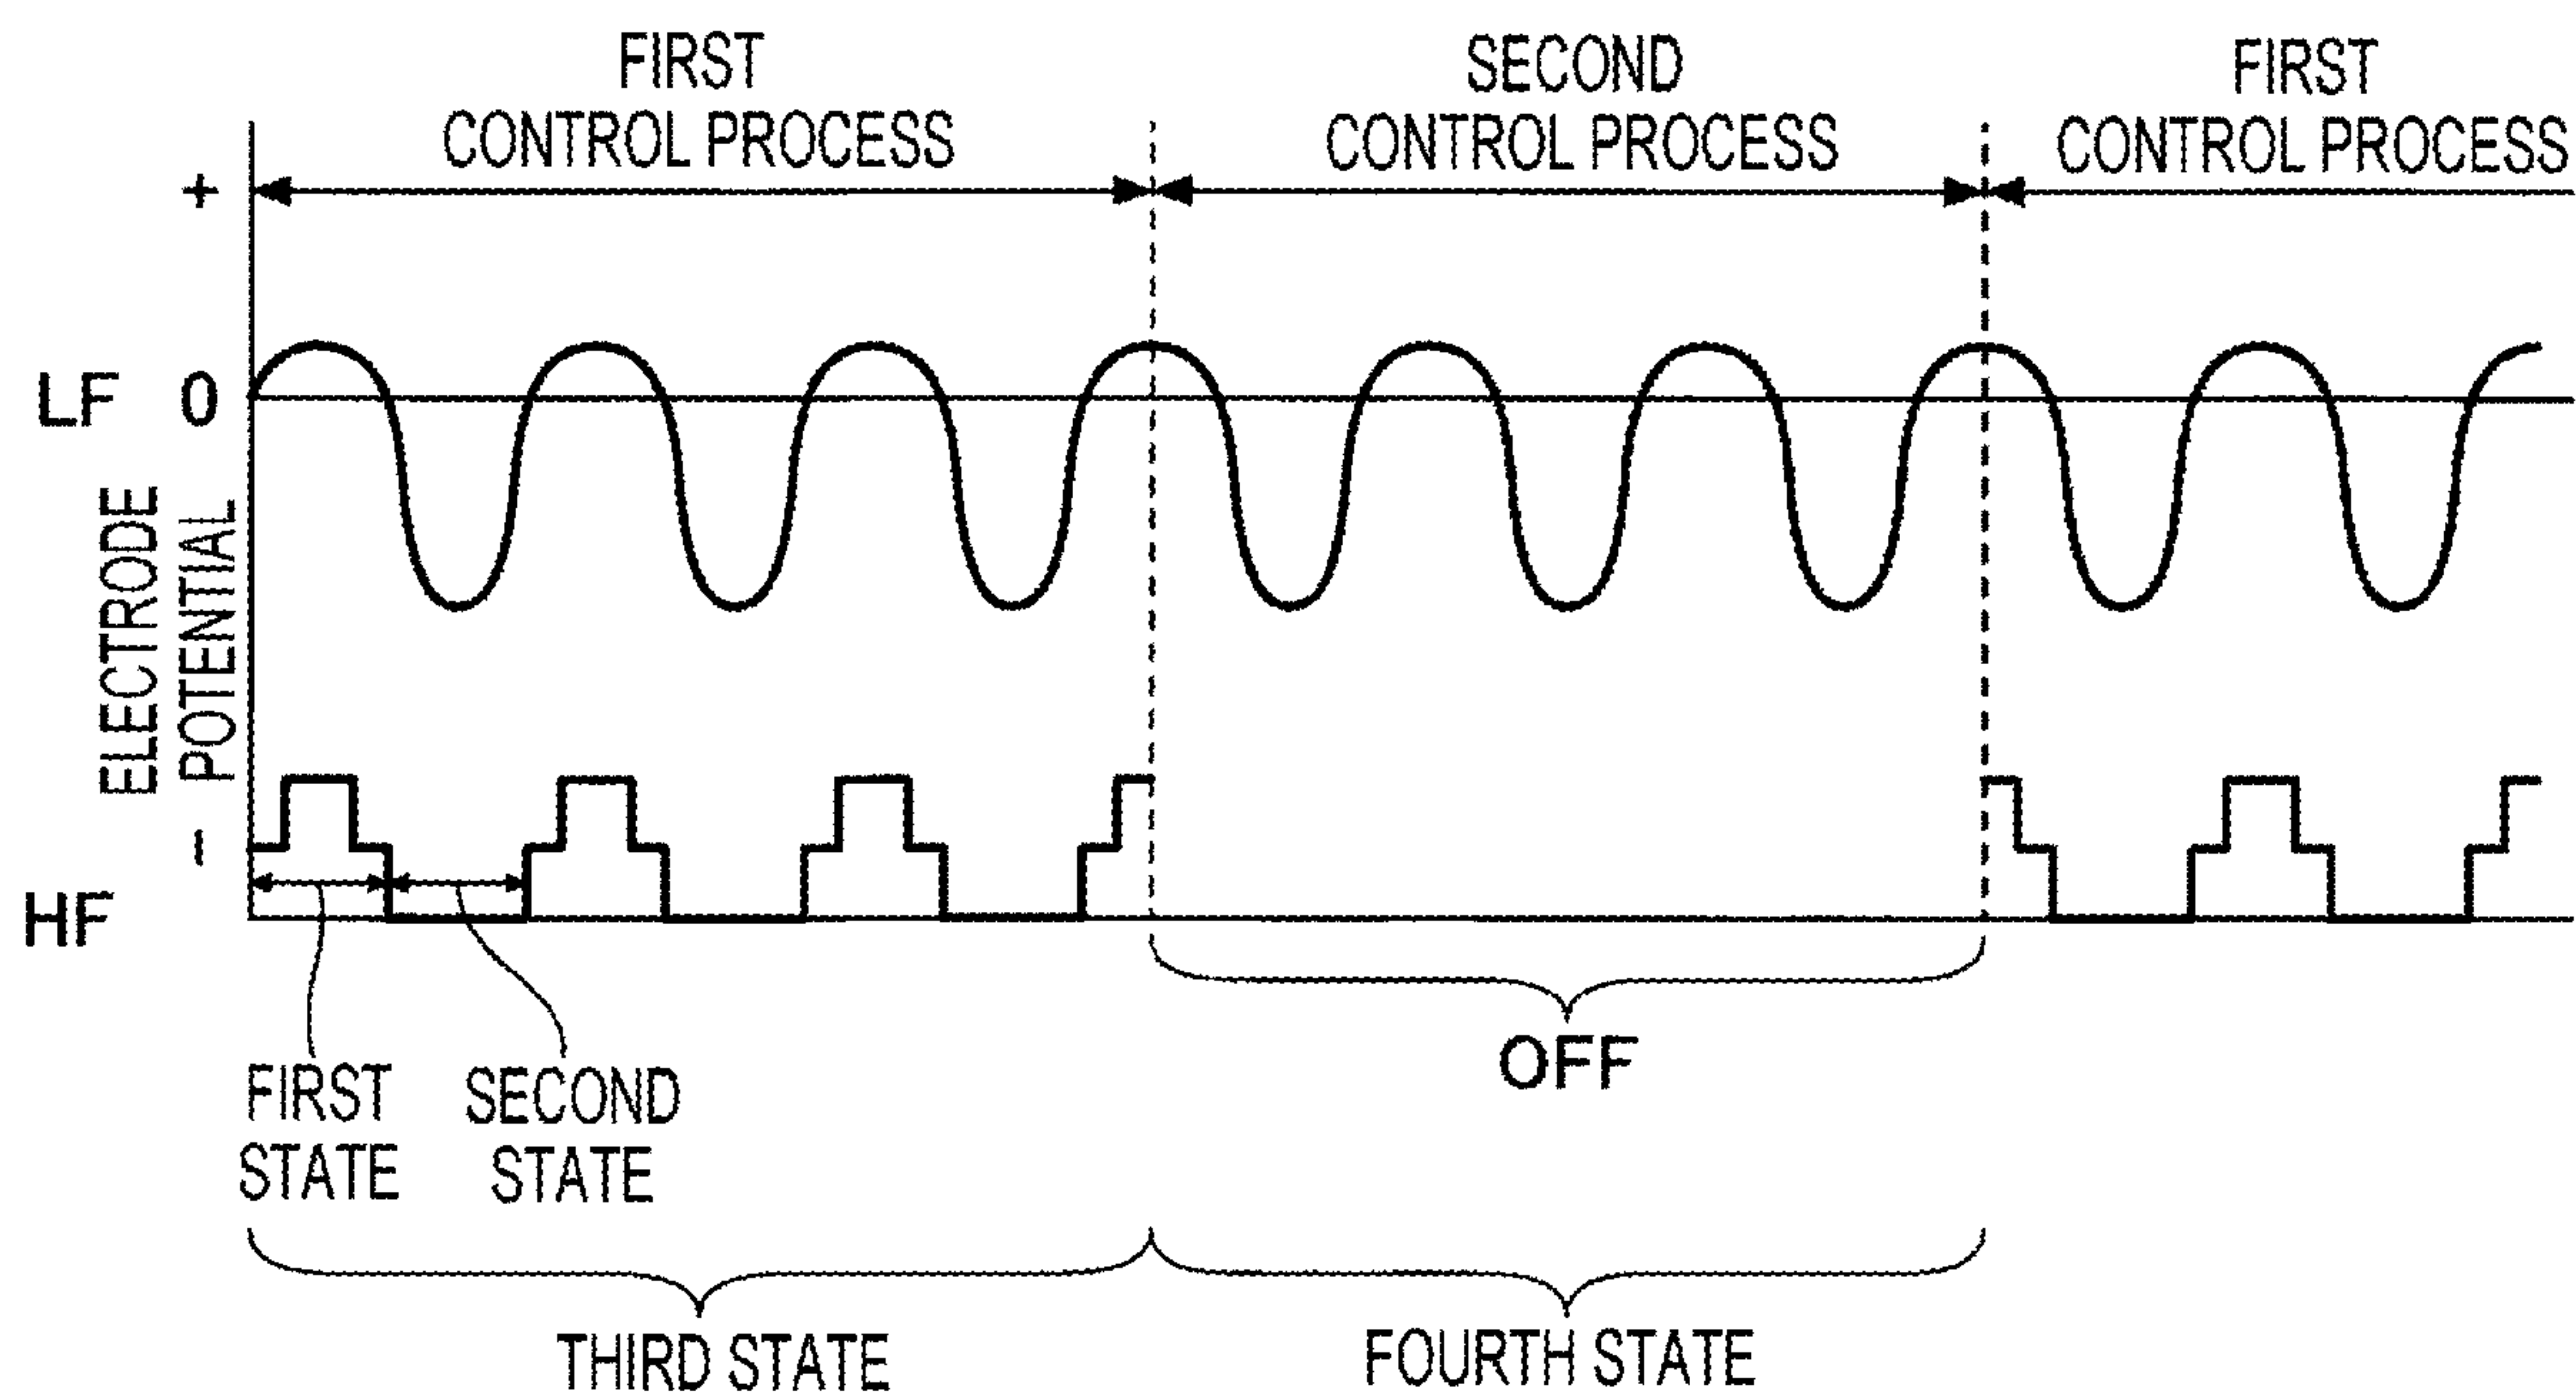 FIRST
CONTROL PROCESS
SECOND
CONTROL PROCESS
FIRST
CONTROL PROCESS
+
LF 0
ELECTRODE
POTENTIAL
−
HF
FIRST
STATE
SECOND
STATE
OFF
THIRD STATE
FOURTH STATE